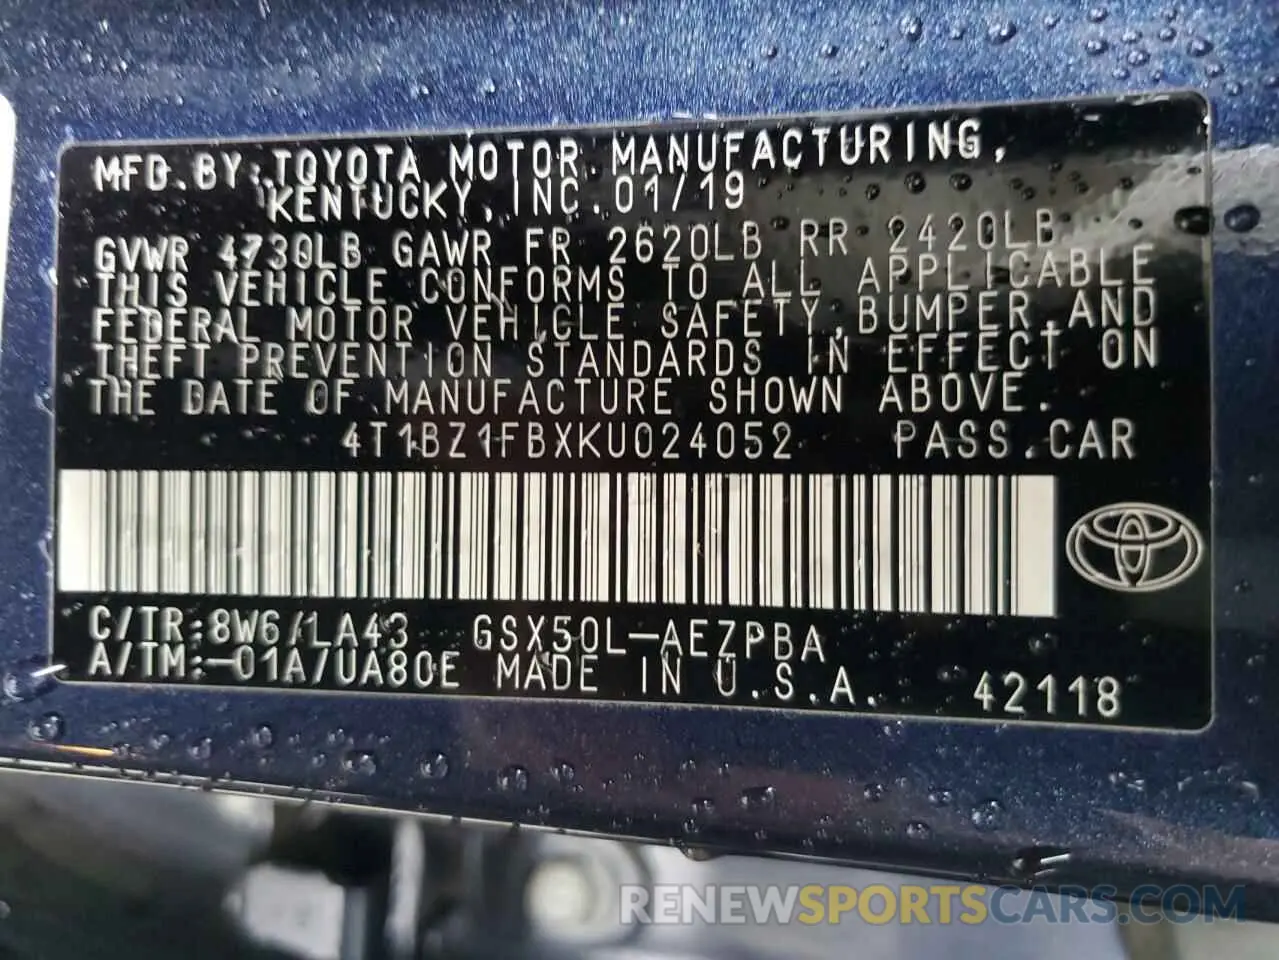 MFD.BY:TOYOTA MOTOR MANUFACTURING,
KENTUCKY, INC.01/19
GVWR 4730LB GAWR FR 2620LB RR 2420LB
THIS VEHICLE CONFORMS TO ALL APPLICABLE
FEDERAL MOTOR VEHICLE SAFETY,BUMPER,AND
THEFT PREVENTION STANDARDS IN EFFECT ON
THE DATE OF MANUFACTURE SHOWN ABOVE.
4T1BZ1FBXKU024052 PASS.CAR
C/TR:8W6/LA43 GSX50L-AEZPBA
A/TM:-01A/UA80E MADE IN U.S.A.
42118
RENEWSPORTSCARS.COM